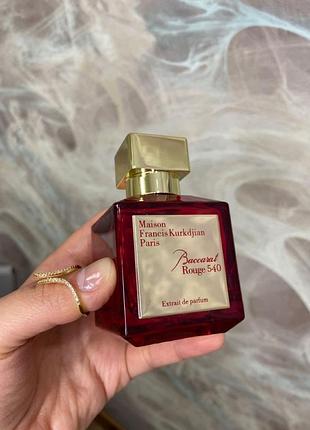 Maison
Francis Kurkdjian
Paris
Baccarat
Rouge 540
Extrait de parfum